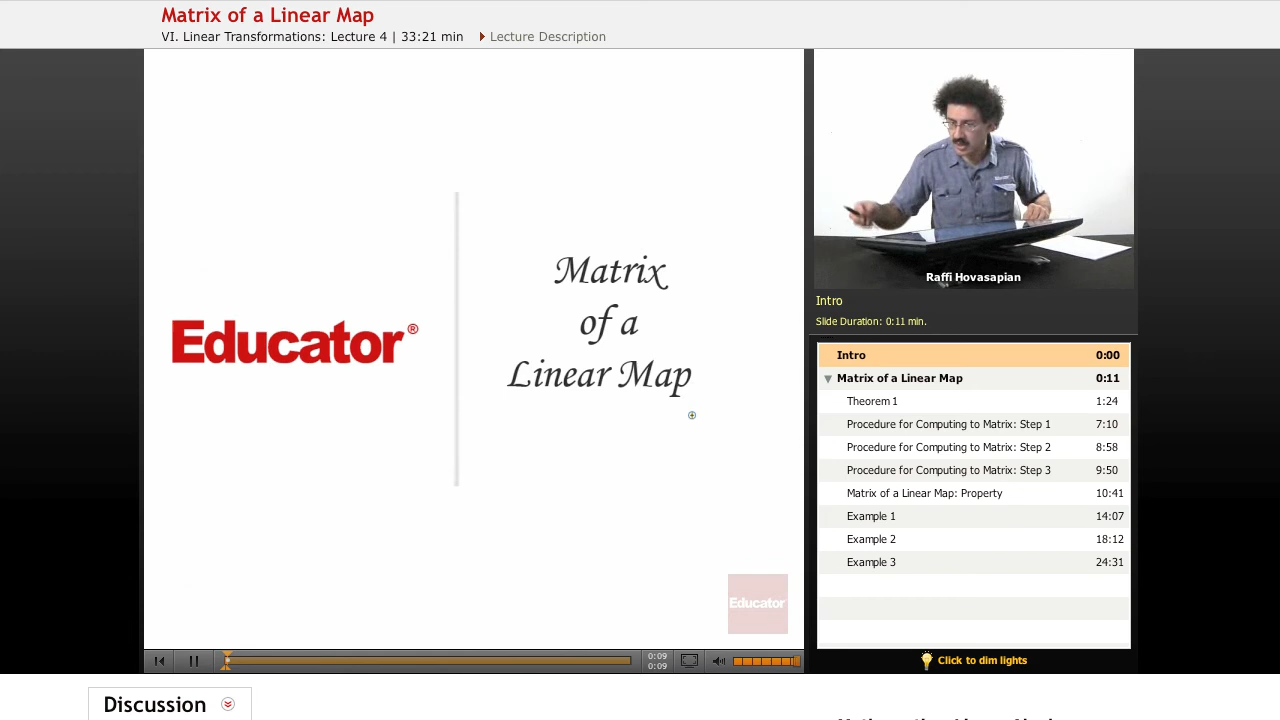 Matrix of a Linear Map
VI. Linear Transformations: Lecture 4 | 33:21 min Lecture Description
Educator®
Matrix
of a
Linear Map
Educator
Raffi Hovasapian
Intro
Slide Duration: 0:11 min.
Intro 0:00
Matrix of a Linear Map 0:11
Theorem 1 1:24
Procedure for Computing to Matrix: Step 1 7:10
Procedure for Computing to Matrix: Step 2 8:58
Procedure for Computing to Matrix: Step 3 9:50
Matrix of a Linear Map: Property 10:41
Example 1 14:07
Example 2 18:12
Example 3 24:31
0:09
0:09
Click to dim lights
Discussion